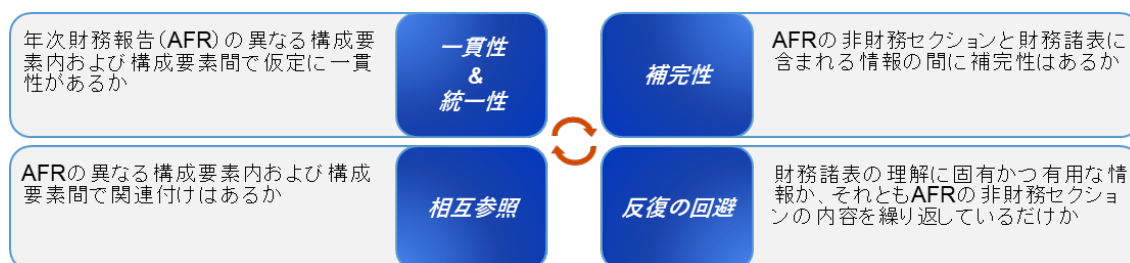 年次財務報告(AFR)の異なる構成要
素内および構成要素間で仮定に一貫
性があるか
一貫性
&
統一性
補完性
AFRの非財務セクションと財務諸表に
含まれる情報の間に補完性はあるか
AFRの異なる構成要素内および構成
要素間で関連付けはあるか
相互参照
反復の回避
財務諸表の理解に固有かつ有用な情
報か、それともAFRの非財務セクショ
ンの内容を繰り返しているだけか